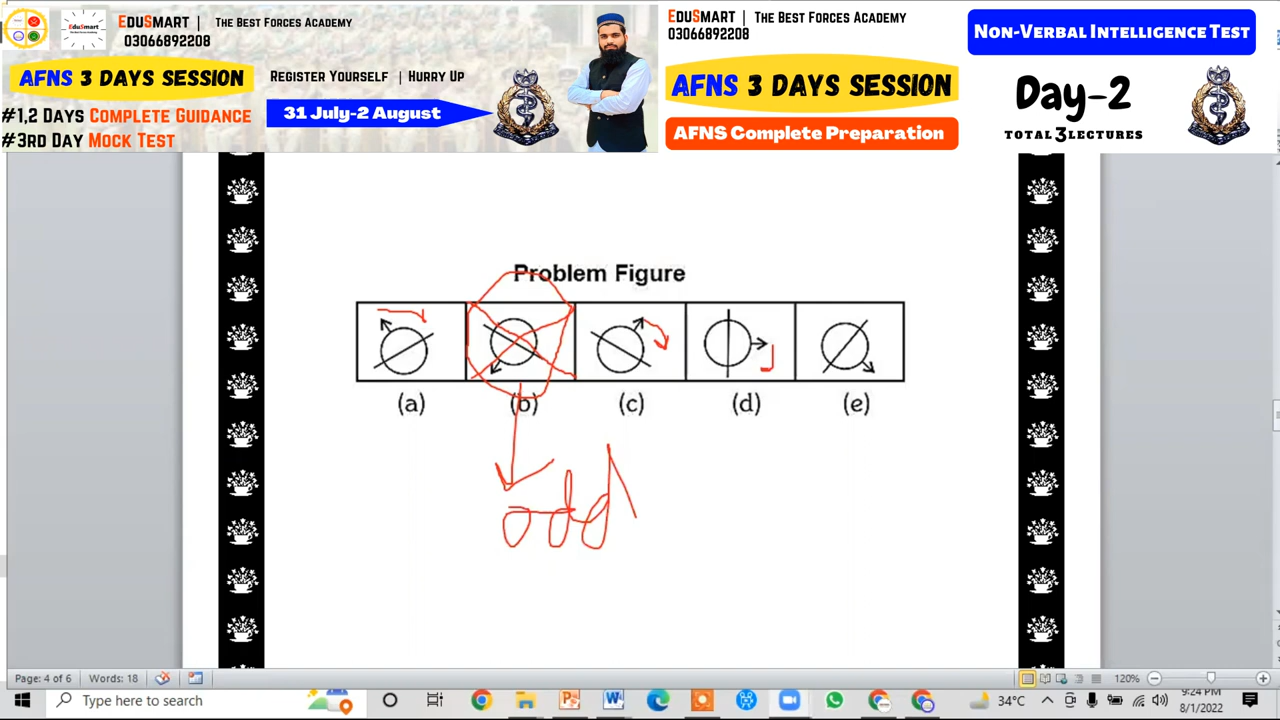 EduSmart | The Best Forces Academy
03066892208
AFNS 3 DAYS SESSION
Register Yourself | Hurry Up
31 July-2 August
#1,2 Days Complete Guidance
#3rd Day Mock Test
EduSmart | The Best Forces Academy
03066892208
AFNS 3 DAYS SESSION
AFNS Complete Preparation
Non-Verbal Intelligence Test
Day-2
Total 3 Lectures
Problem Figure
(a) (b) (c) (d) (e)
odd
Page: 4 of 6 Words: 18 120%
Type here to search
34°C
9:24 PM
8/1/2022